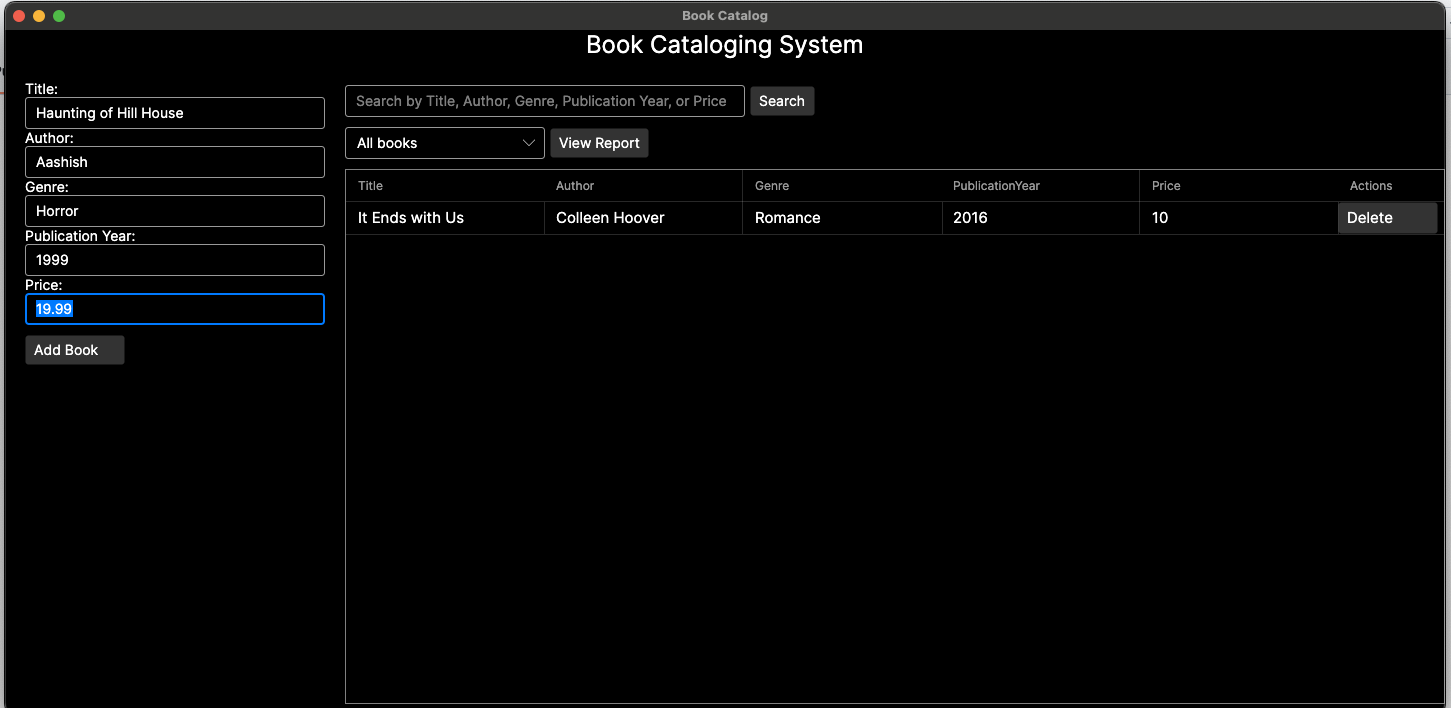 Book Catalog
Book Cataloging System
Title:
Haunting of Hill House
Author:
Aashish
Genre:
Horror
Publication Year:
1999
Price:
19.99
Add Book
Search by Title, Author, Genre, Publication Year, or Price
Search
All books
View Report
Title Author Genre PublicationYear Price Actions
It Ends with Us Colleen Hoover Romance 2016 10 Delete